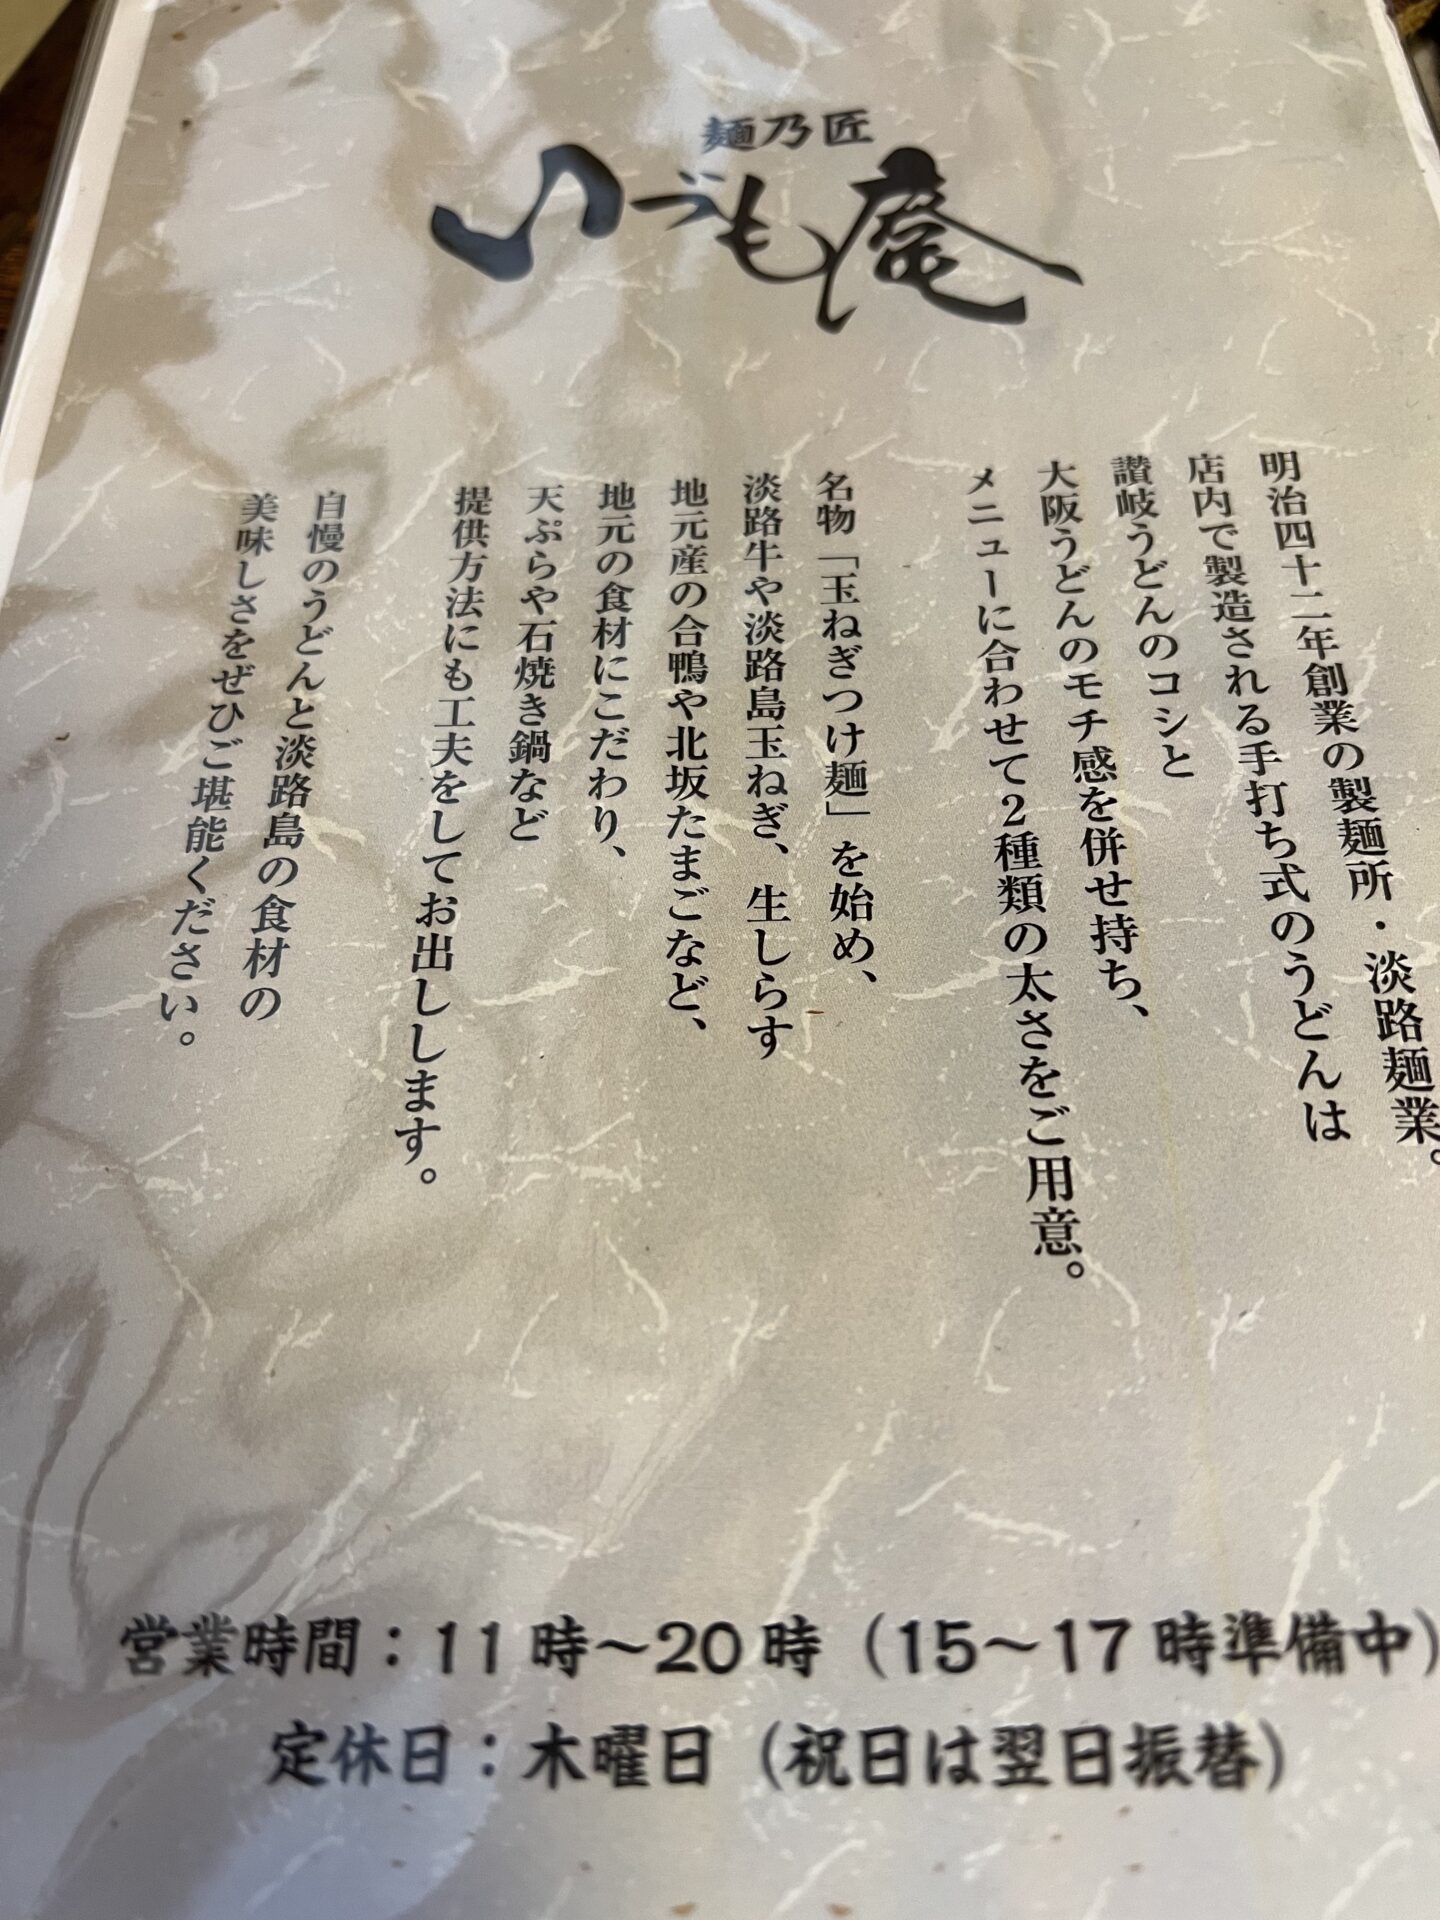 麺乃匠
いづも庵
明治四十二年創業の製麺所・淡路麺業。
店内で製造される手打ち式のうどんは
讃岐うどんのコシと
大阪うどんのモチ感を併せ持ち、
メニューに合わせて2種類の太さをご用意。
名物「玉ねぎつけ麺」を始め、
淡路牛や淡路島玉ねぎ、生しらす
地元産の合鴨や北坂たまごなど、
地元の食材にこだわり、
天ぷらや石焼き鍋など
提供方法にも工夫をしてお出しします。
自慢のうどんと淡路島の食材の
美味しさをぜひご堪能ください。
営業時間：11時～20時（15～17時準備中）
定休日：木曜日（祝日は翌日振替）